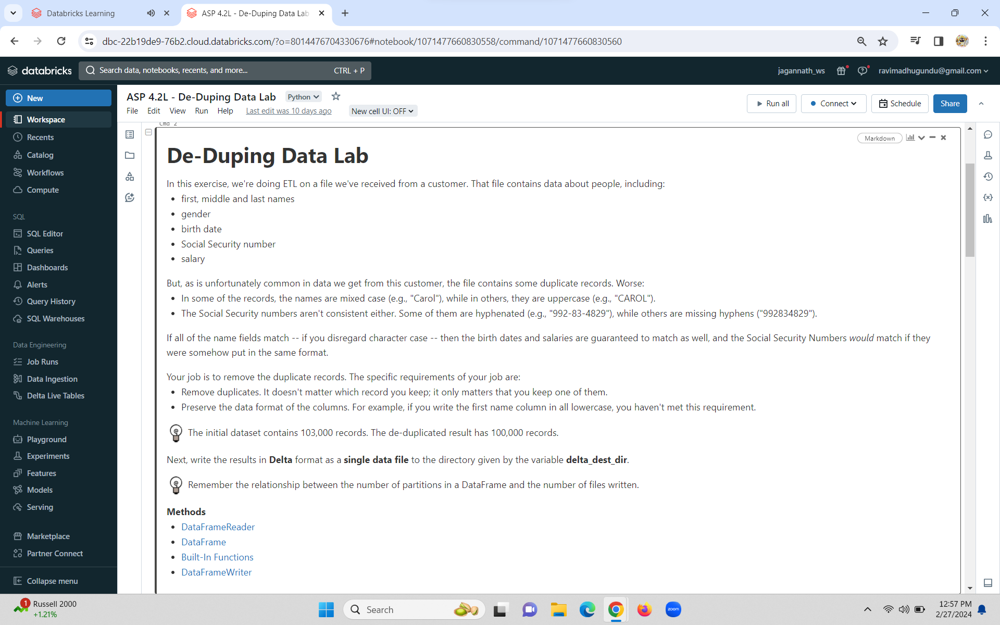 Databricks Learning
ASP 4.2L - De-Duping Data Lab
dbc-22b19de9-76b2.cloud.databricks.com/?o=8014476704330676#notebook/1071477660830558/command/1071477660830560
databricks
Search data, notebooks, recents, and more...
CTRL + P
jagannath_ws
ravimadhugundu@gmail.com
New
Workspace
Recents
Catalog
Workflows
Compute
SQL
SQL Editor
Queries
Dashboards
Alerts
Query History
SQL Warehouses
Data Engineering
Job Runs
Data Ingestion
Delta Live Tables
Machine Learning
Playground
Experiments
Features
Models
Serving
Marketplace
Partner Connect
Collapse menu
ASP 4.2L - De-Duping Data Lab
Python
File Edit View Run Help Last edit was 10 days ago New cell UI: OFF
Run all
Connect
Schedule
Share
Cmd 2
Markdown
De-Duping Data Lab
In this exercise, we're doing ETL on a file we've received from a customer. That file contains data about people, including:
• first, middle and last names
• gender
• birth date
• Social Security number
• salary
But, as is unfortunately common in data we get from this customer, the file contains some duplicate records. Worse:
• In some of the records, the names are mixed case (e.g., "Carol"), while in others, they are uppercase (e.g., "CAROL").
• The Social Security numbers aren't consistent either. Some of them are hyphenated (e.g., "992-83-4829"), while others are missing hyphens ("992834829").
If all of the name fields match -- if you disregard character case -- then the birth dates and salaries are guaranteed to match as well, and the Social Security Numbers would match if they
were somehow put in the same format.
Your job is to remove the duplicate records. The specific requirements of your job are:
• Remove duplicates. It doesn't matter which record you keep; it only matters that you keep one of them.
• Preserve the data format of the columns. For example, if you write the first name column in all lowercase, you haven't met this requirement.
The initial dataset contains 103,000 records. The de-duplicated result has 100,000 records.
Next, write the results in Delta format as a single data file to the directory given by the variable delta_dest_dir.
Remember the relationship between the number of partitions in a DataFrame and the number of files written.
Methods
• DataFrameReader
• DataFrame
• Built-In Functions
• DataFrameWriter
1
Russell 2000
+1.21%
Search
zoom
12:57 PM
2/27/2024